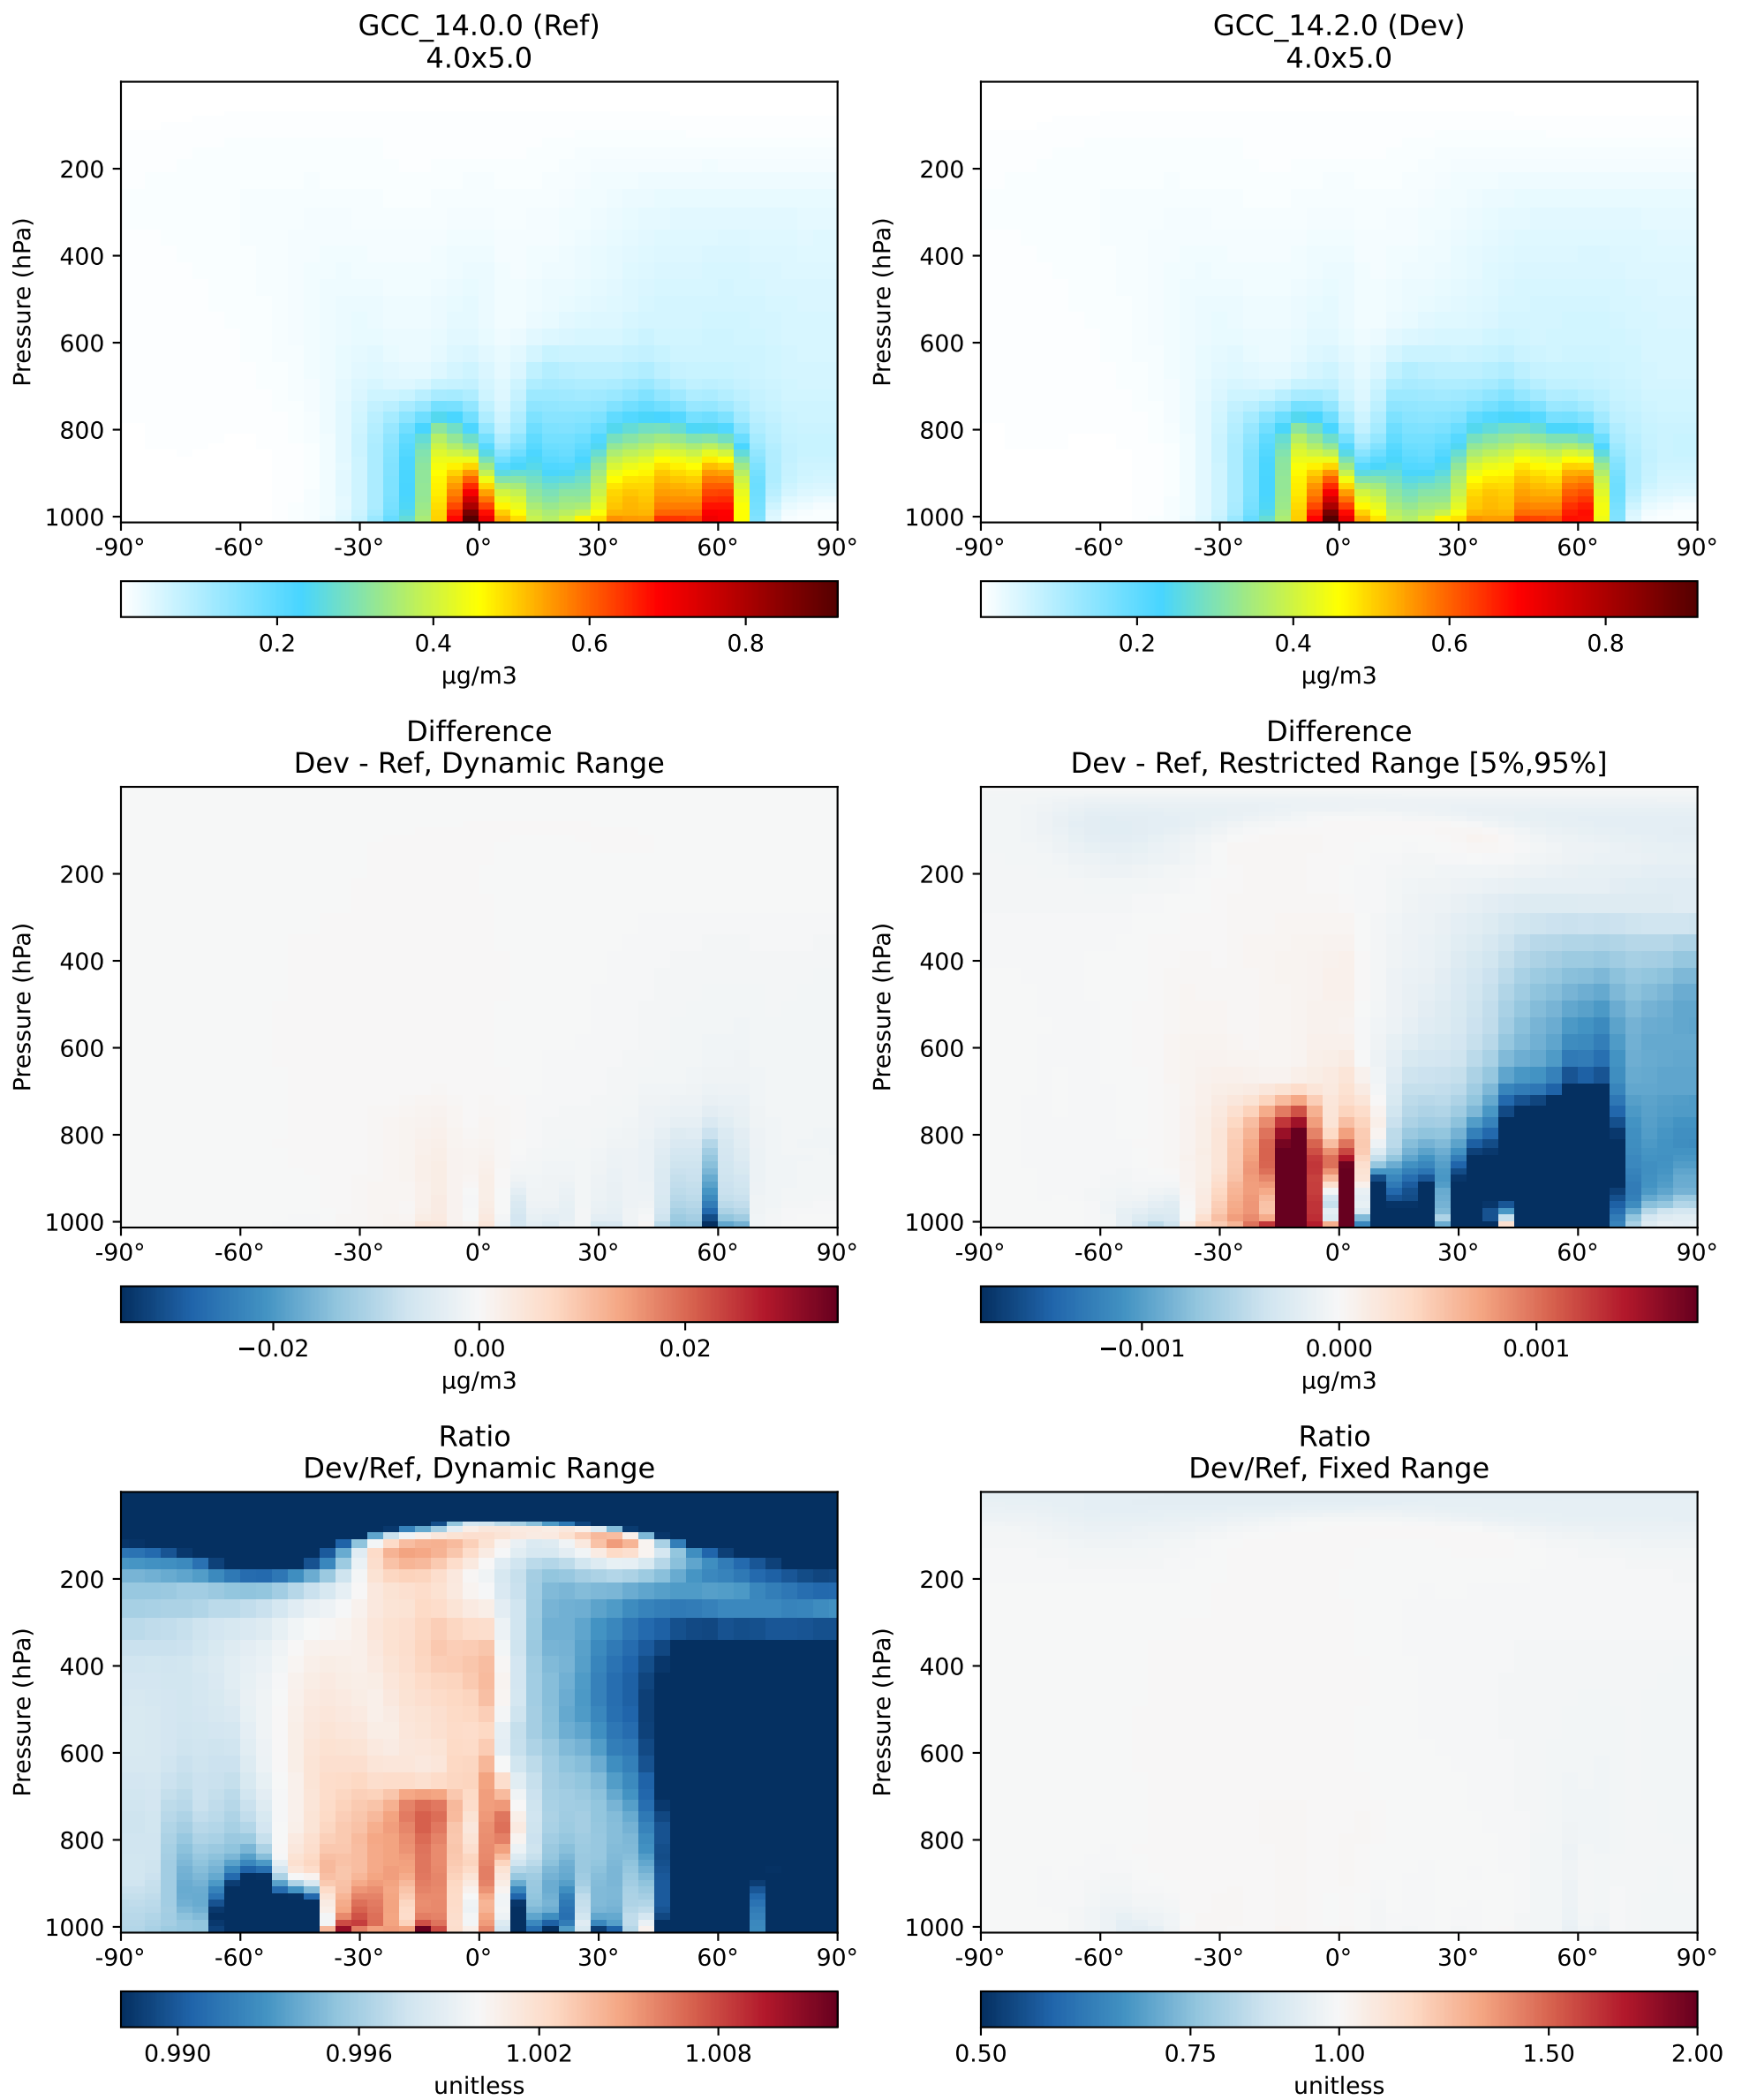 GCC_14.0.0 (Ref)
4.0x5.0
Pressure (hPa)
200
400
600
800
1000
-90° -60° -30° 0° 30° 60° 90°
0.2 0.4 0.6 0.8
μg/m3
GCC_14.2.0 (Dev)
4.0x5.0
Pressure (hPa)
200
400
600
800
1000
-90° -60° -30° 0° 30° 60° 90°
0.2 0.4 0.6 0.8
μg/m3
Difference
Dev - Ref, Dynamic Range
Pressure (hPa)
200
400
600
800
1000
-90° -60° -30° 0° 30° 60° 90°
−0.02 0.00 0.02
μg/m3
Difference
Dev - Ref, Restricted Range [5%,95%]
Pressure (hPa)
200
400
600
800
1000
-90° -60° -30° 0° 30° 60° 90°
−0.001 0.000 0.001
μg/m3
Ratio
Dev/Ref, Dynamic Range
Pressure (hPa)
200
400
600
800
1000
-90° -60° -30° 0° 30° 60° 90°
0.990 0.996 1.002 1.008
unitless
Ratio
Dev/Ref, Fixed Range
Pressure (hPa)
200
400
600
800
1000
-90° -60° -30° 0° 30° 60° 90°
0.50 0.75 1.00 1.50 2.00
unitless